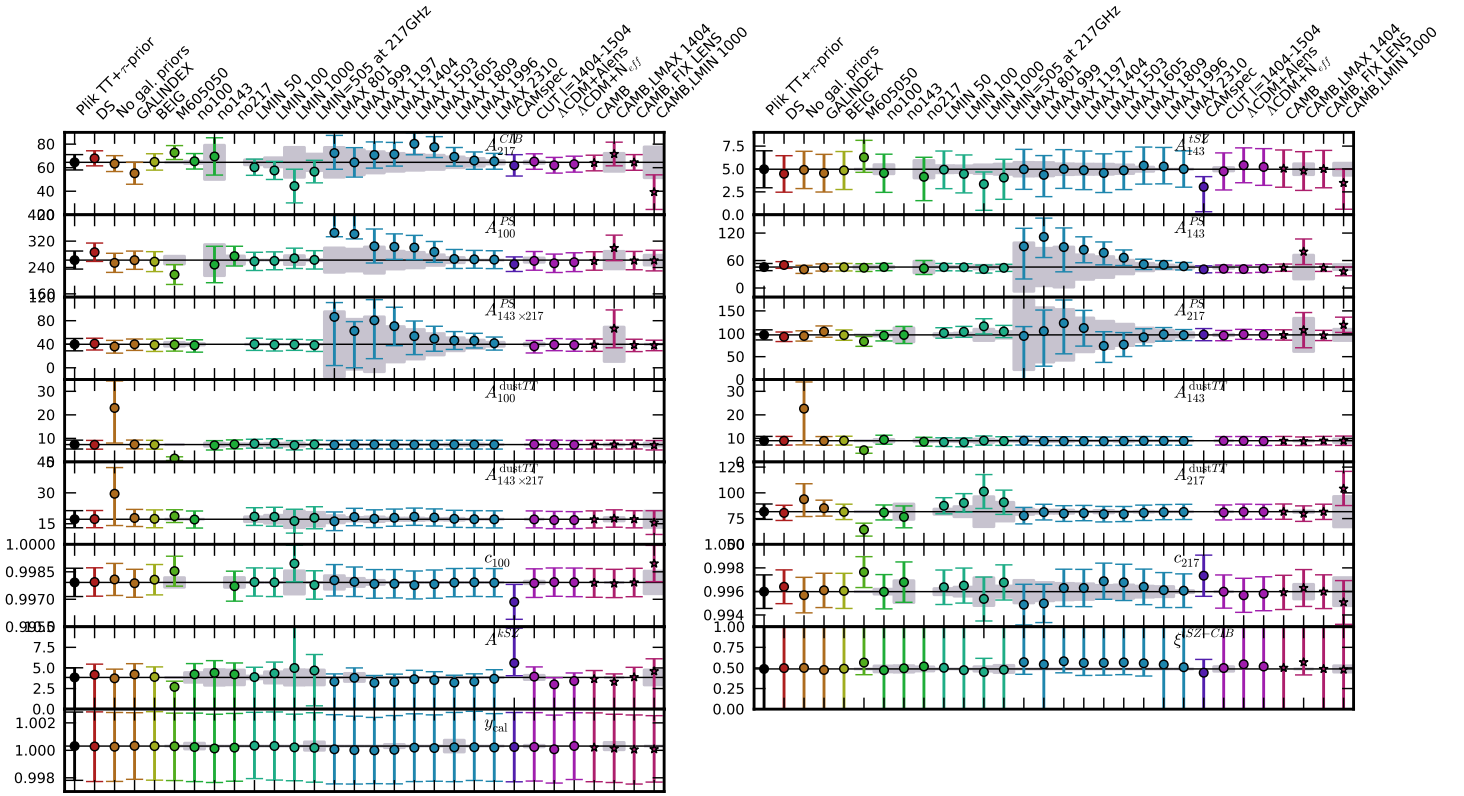 Plik TT+τ-prior
DS
No gal. priors
GALINDEX
BEIG
M605050
no100
no143
no217
LMIN 50
LMIN 100
LMIN 1000
LMIN=505 at 217GHz
LMAX 801
LMAX 999
LMAX 1197
LMAX 1404
LMAX 1503
LMAX 1605
LMAX 1809
LMAX 1996
LMAX 2310
CAMspec
CUT l=1404-1504
ΛCDM+Alens
ΛCDM+N_eff
CAMB
CAMB,LMAX 1404
CAMB,FIX LENS
CAMB,LMIN 1000
80
60
40
20
A^CIB_217
400
320
240
160
A^PS_100
120
80
40
0
A^PS_143×217
30
20
10
0
A^dustTT_100
45
30
15
A^dustTT_143×217
1.0000
0.9985
0.9970
0.9955
c_100
10.0
7.5
5.0
2.5
0.0
A^kSZ
1.002
1.000
0.998
y_cal
Plik TT+τ-prior
DS
No gal. priors
GALINDEX
BEIG
M605050
no100
no143
no217
LMIN 50
LMIN 100
LMIN 1000
LMIN=505 at 217GHz
LMAX 801
LMAX 999
LMAX 1197
LMAX 1404
LMAX 1503
LMAX 1605
LMAX 1809
LMAX 1996
LMAX 2310
CAMspec
CUT l=1404-1504
ΛCDM+Alens
ΛCDM+N_eff
CAMB
CAMB,LMAX 1404
CAMB,FIX LENS
CAMB,LMIN 1000
7.5
5.0
2.5
0.0
A^tSZ_143
120
60
0
A^PS_143
150
100
50
0
A^PS_217
30
20
10
0
A^dustTT_143
125
100
75
50
A^dustTT_217
1.000
0.998
0.996
0.994
c_217
1.00
0.75
0.50
0.25
0.00
ξ^tSZ−CIB